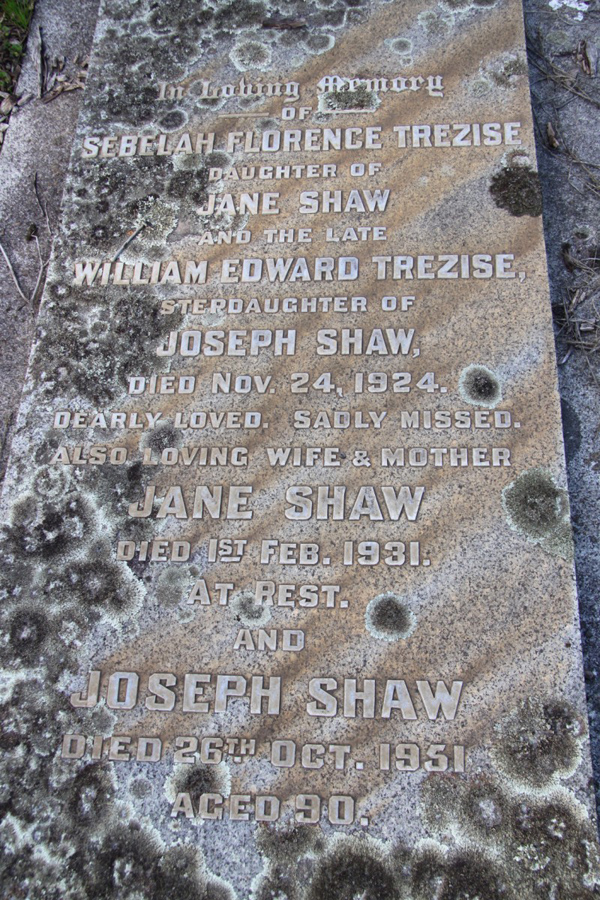 In Loving Memory
OF
SEBELAH FLORENCE TREZISE
DAUGHTER OF
JANE SHAW
AND THE LATE
WILLIAM EDWARD TREZISE,
STEPDAUGHTER OF
JOSEPH SHAW,
DIED NOV. 24, 1924.
DEARLY LOVED. SADLY MISSED.
ALSO LOVING WIFE & MOTHER
JANE SHAW
DIED 1ST FEB. 1931.
AT REST.
AND
JOSEPH SHAW
DIED 26TH OCT. 1951
AGED 90.